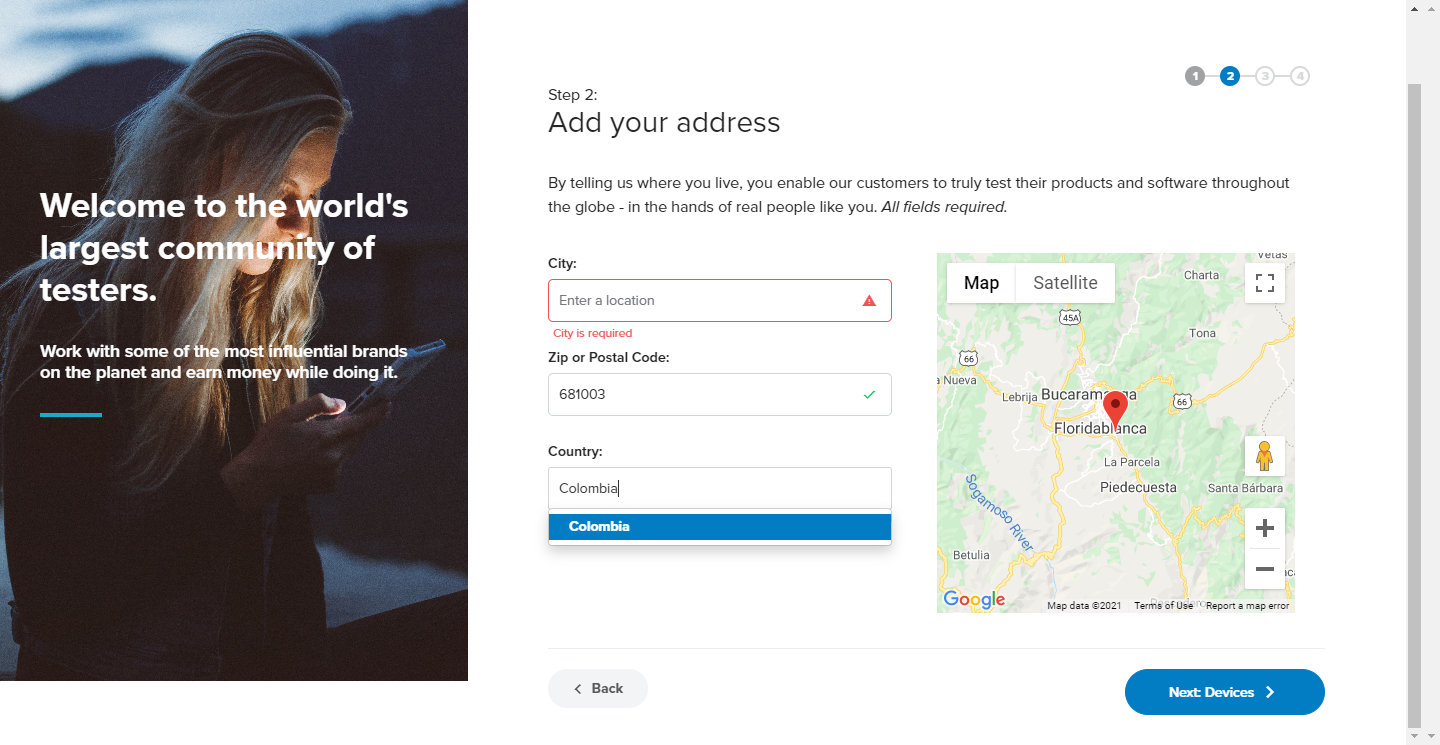 Welcome to the world's
largest community of
testers.
Work with some of the most influential brands
on the planet and earn money while doing it.
1 2 3 4
Step 2:
Add your address
By telling us where you live, you enable our customers to truly test their products and software throughout
the globe - in the hands of real people like you. All fields required.
City:
Enter a location
City is required
Zip or Postal Code:
681003
Country:
Colombia
Colombia
Map Satellite
Vetas
Charta
45A
Tona
66
a Nueva
Lebrija
Bucaramanga
66
Floridablanca
La Parcela
Piedecuesta
Santa Bárbara
Sogamoso River
Betulia
Google
Map data ©2021 Terms of Use Report a map error
Back
Next: Devices